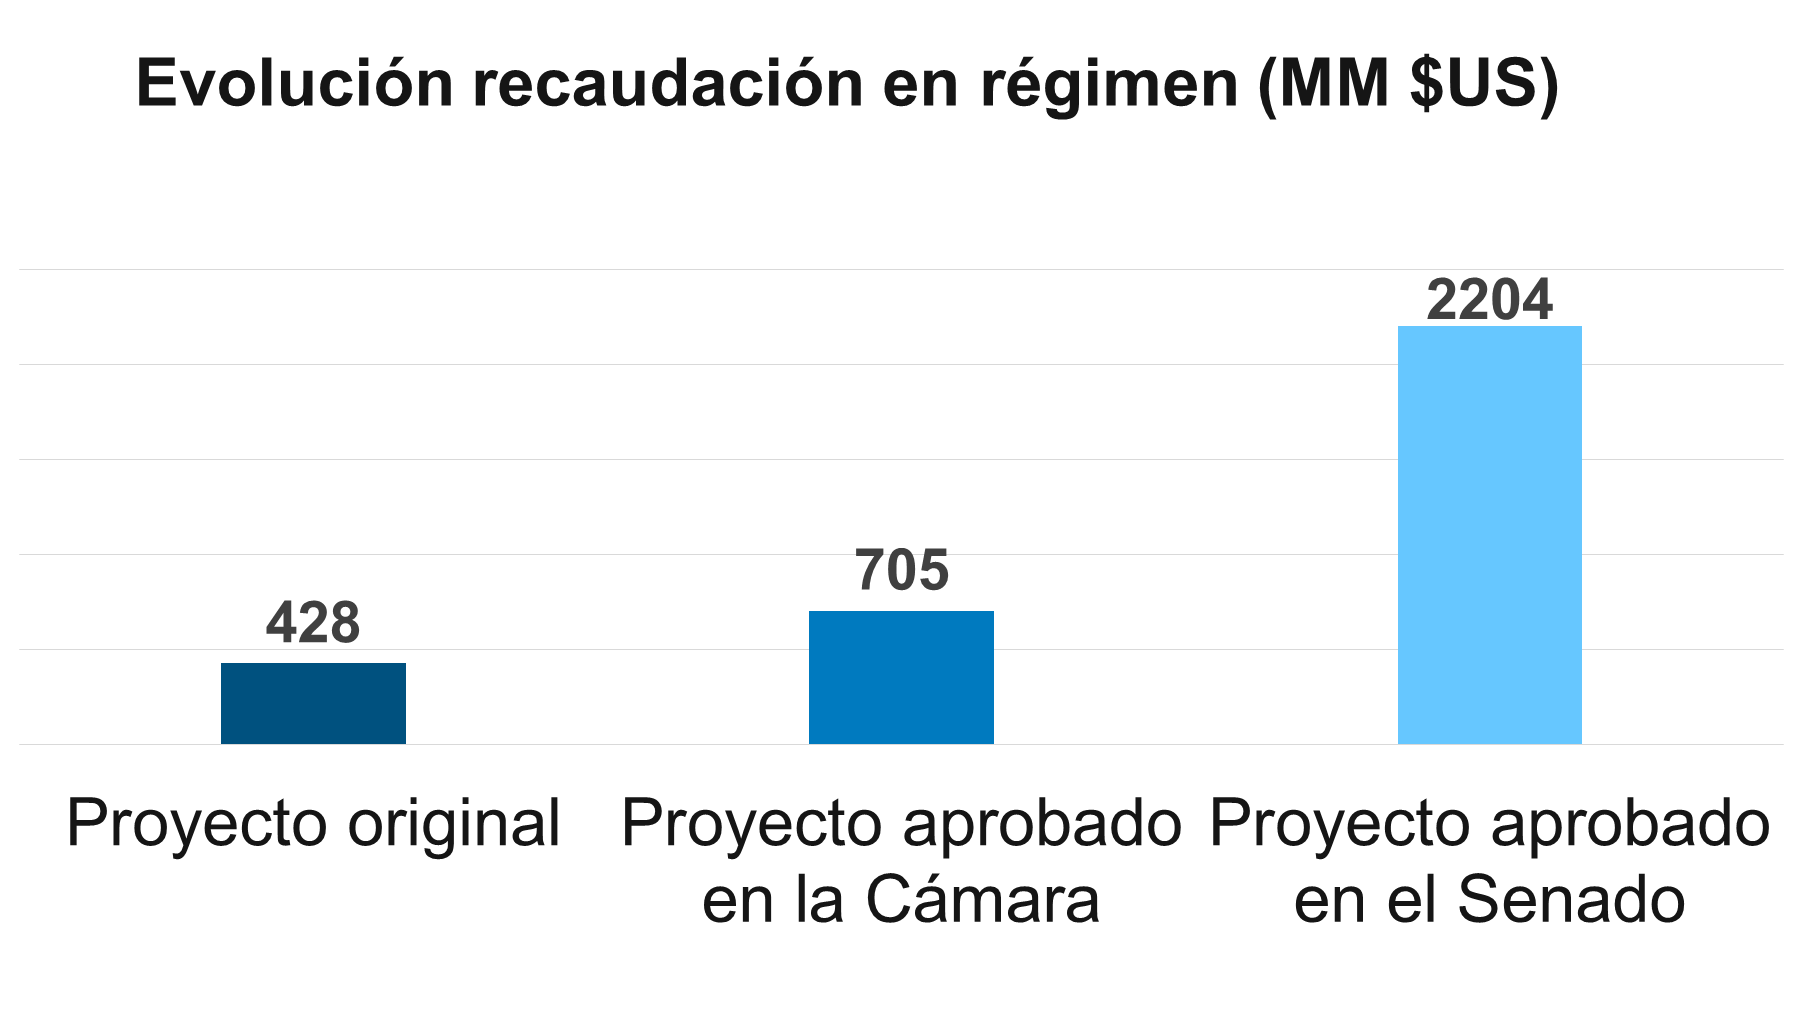 Evolución recaudación en régimen (MM $US)
2204
705
428
Proyecto original
Proyecto aprobado
en la Cámara
Proyecto aprobado
en el Senado